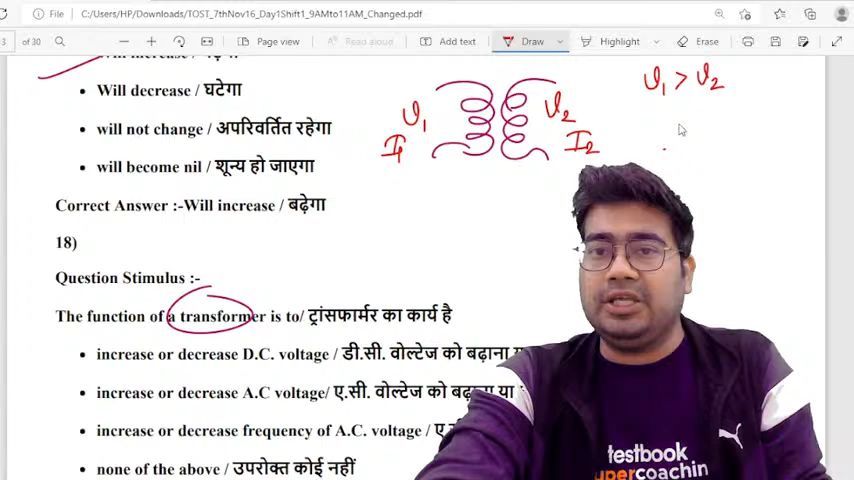 File
C:/Users/HP/Downloads/TOST_7thNov16_Day1Shift1_9AMto11AM_Changed.pdf
3 of 30
Page view
Read aloud
Add text
Draw
Highlight
Erase
Will decrease / घटेगा
will not change / अपरिवर्तित रहेगा
will become nil / शून्य हो जाएगा
Correct Answer :-Will increase / बढ़ेगा
18)
Question Stimulus :-
The function of a transformer is to/ ट्रांसफार्मर का कार्य है
increase or decrease D.C. voltage / डी.सी. वोल्टेज को बढ़ाना या
increase or decrease A.C voltage/ ए.सी. वोल्टेज को बढ़ाना या
increase or decrease frequency of A.C. voltage /
none of the above / उपरोक्त कोई नहीं
V1
I1
V2
I2
V1 > V2
testbook
supercoachin